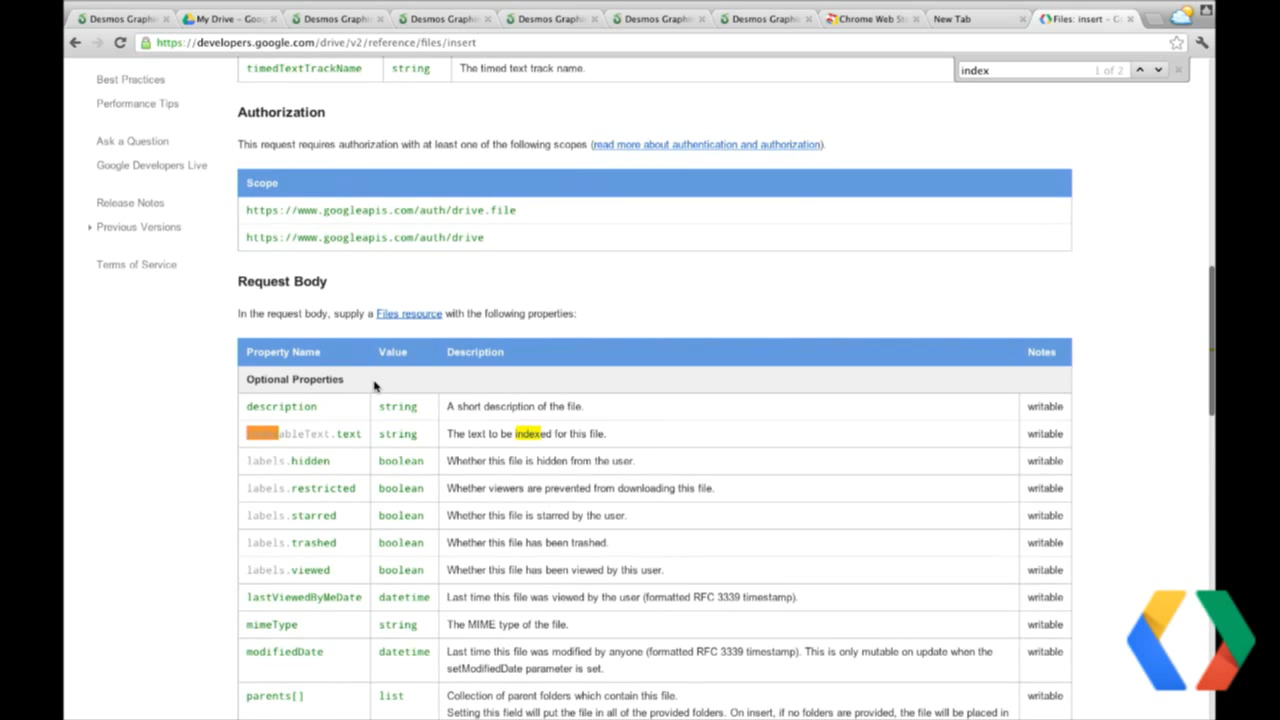 Desmos Graphi
My Drive - Goo
Desmos Graphi
Desmos Graphi
Desmos Graphi
Desmos Graphi
Desmos Graphi
Chrome Web St
New Tab
Files: insert - G
https://developers.google.com/drive/v2/reference/files/insert
index 1 of 2
Best Practices
Performance Tips
Ask a Question
Google Developers Live
Release Notes
Previous Versions
Terms of Service
timedTextTrackName string The timed text track name.
Authorization
This request requires authorization with at least one of the following scopes (read more about authentication and authorization).
Scope
https://www.googleapis.com/auth/drive.file
https://www.googleapis.com/auth/drive
Request Body
In the request body, supply a Files resource with the following properties:
Property Name Value Description Notes
Optional Properties
description string A short description of the file. writable
ableText.text string The text to be indexed for this file. writable
labels.hidden boolean Whether this file is hidden from the user. writable
labels.restricted boolean Whether viewers are prevented from downloading this file. writable
labels.starred boolean Whether this file is starred by the user. writable
labels.trashed boolean Whether this file has been trashed. writable
labels.viewed boolean Whether this file has been viewed by this user. writable
lastViewedByMeDate datetime Last time this file was viewed by the user (formatted RFC 3339 timestamp). writable
mimeType string The MIME type of the file. writable
modifiedDate datetime Last time this file was modified by anyone (formatted RFC 3339 timestamp). This is only mutable on update when the writable
setModifiedDate parameter is set.
parents[] list Collection of parent folders which contain this file. writable
Setting this field will put the file in all of the provided folders. On insert, if no folders are provided, the file will be placed in